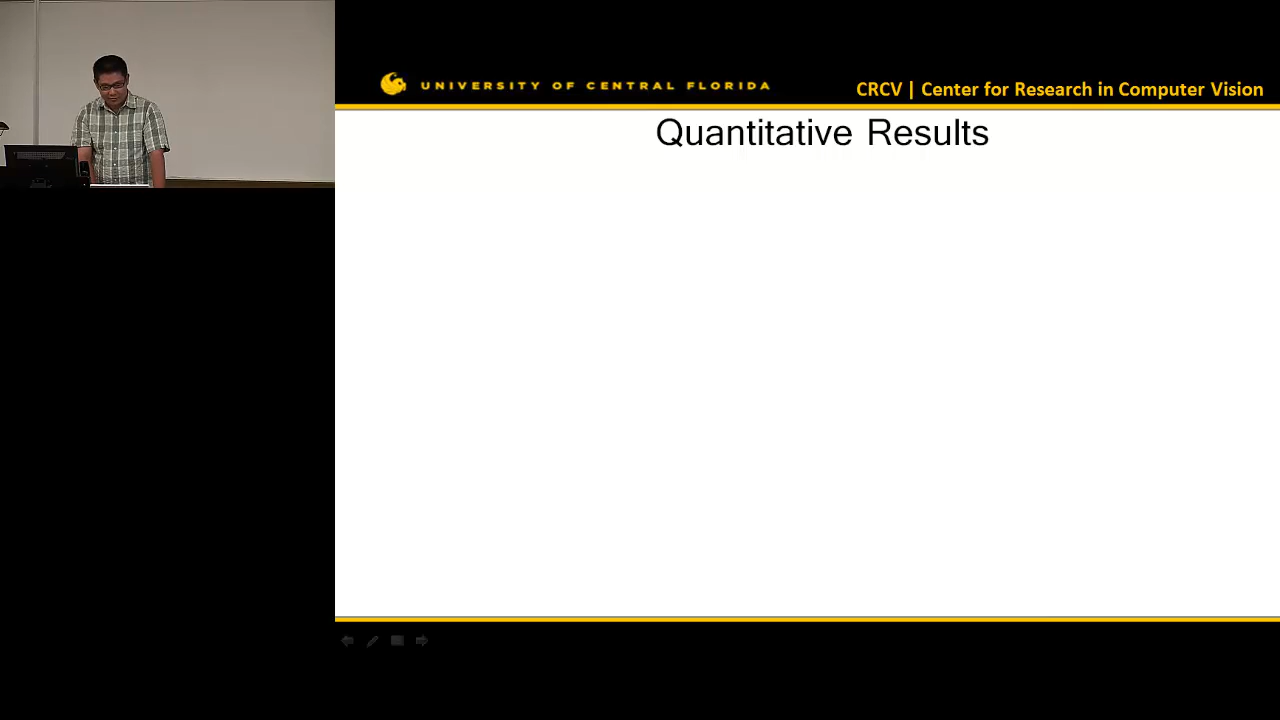 UNIVERSITY OF CENTRAL FLORIDA
CRCV | Center for Research in Computer Vision
Quantitative Results